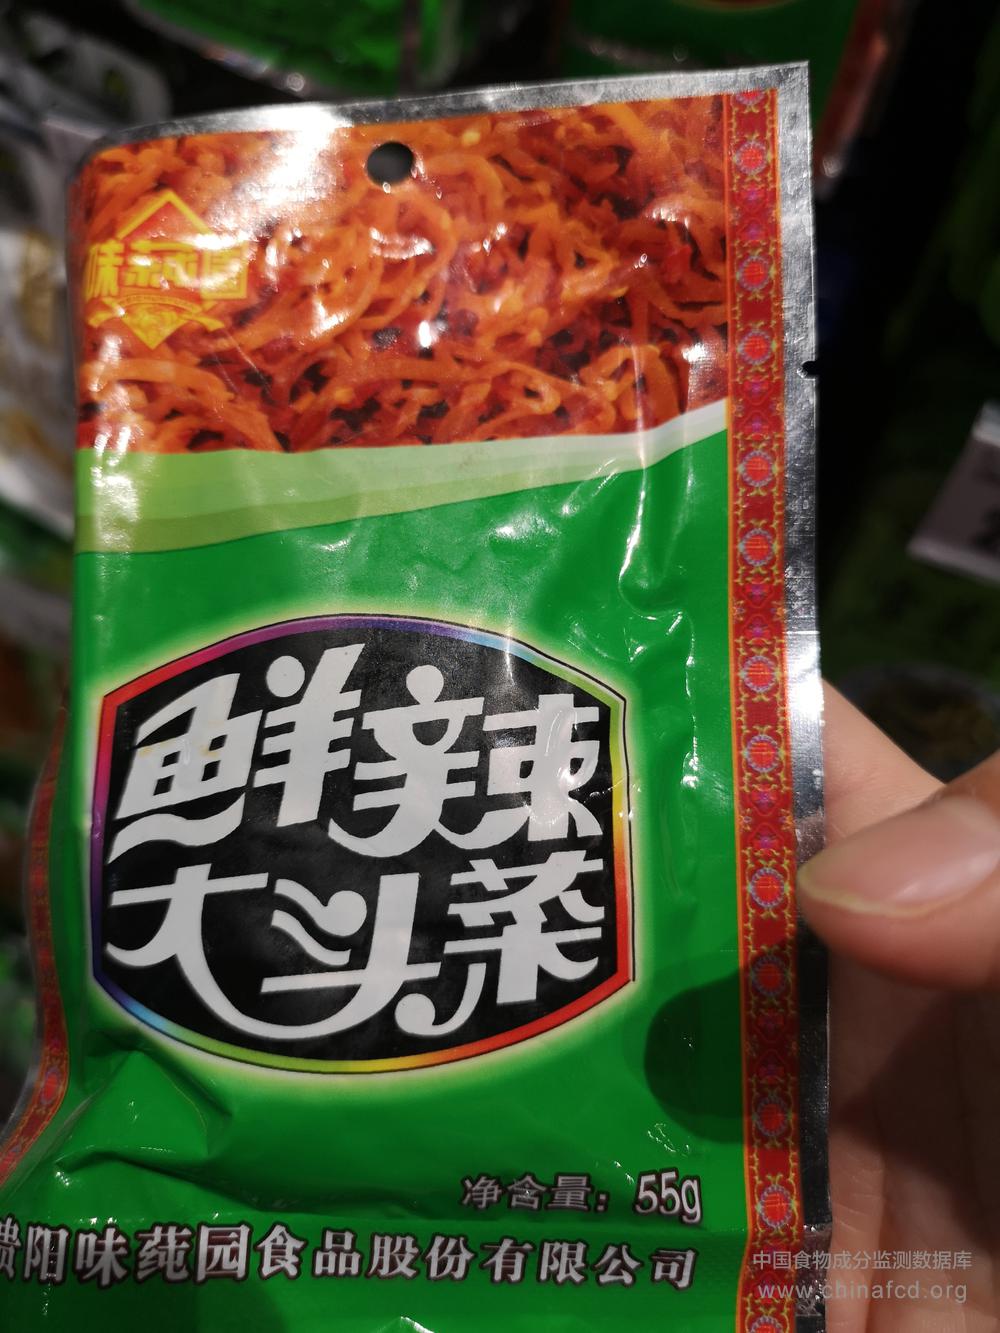 味莼园
鲜辣
大头菜
净含量：55g
贵阳味莼园食品股份有限公司
中国食物成分监测数据库
www.chinafcd.org